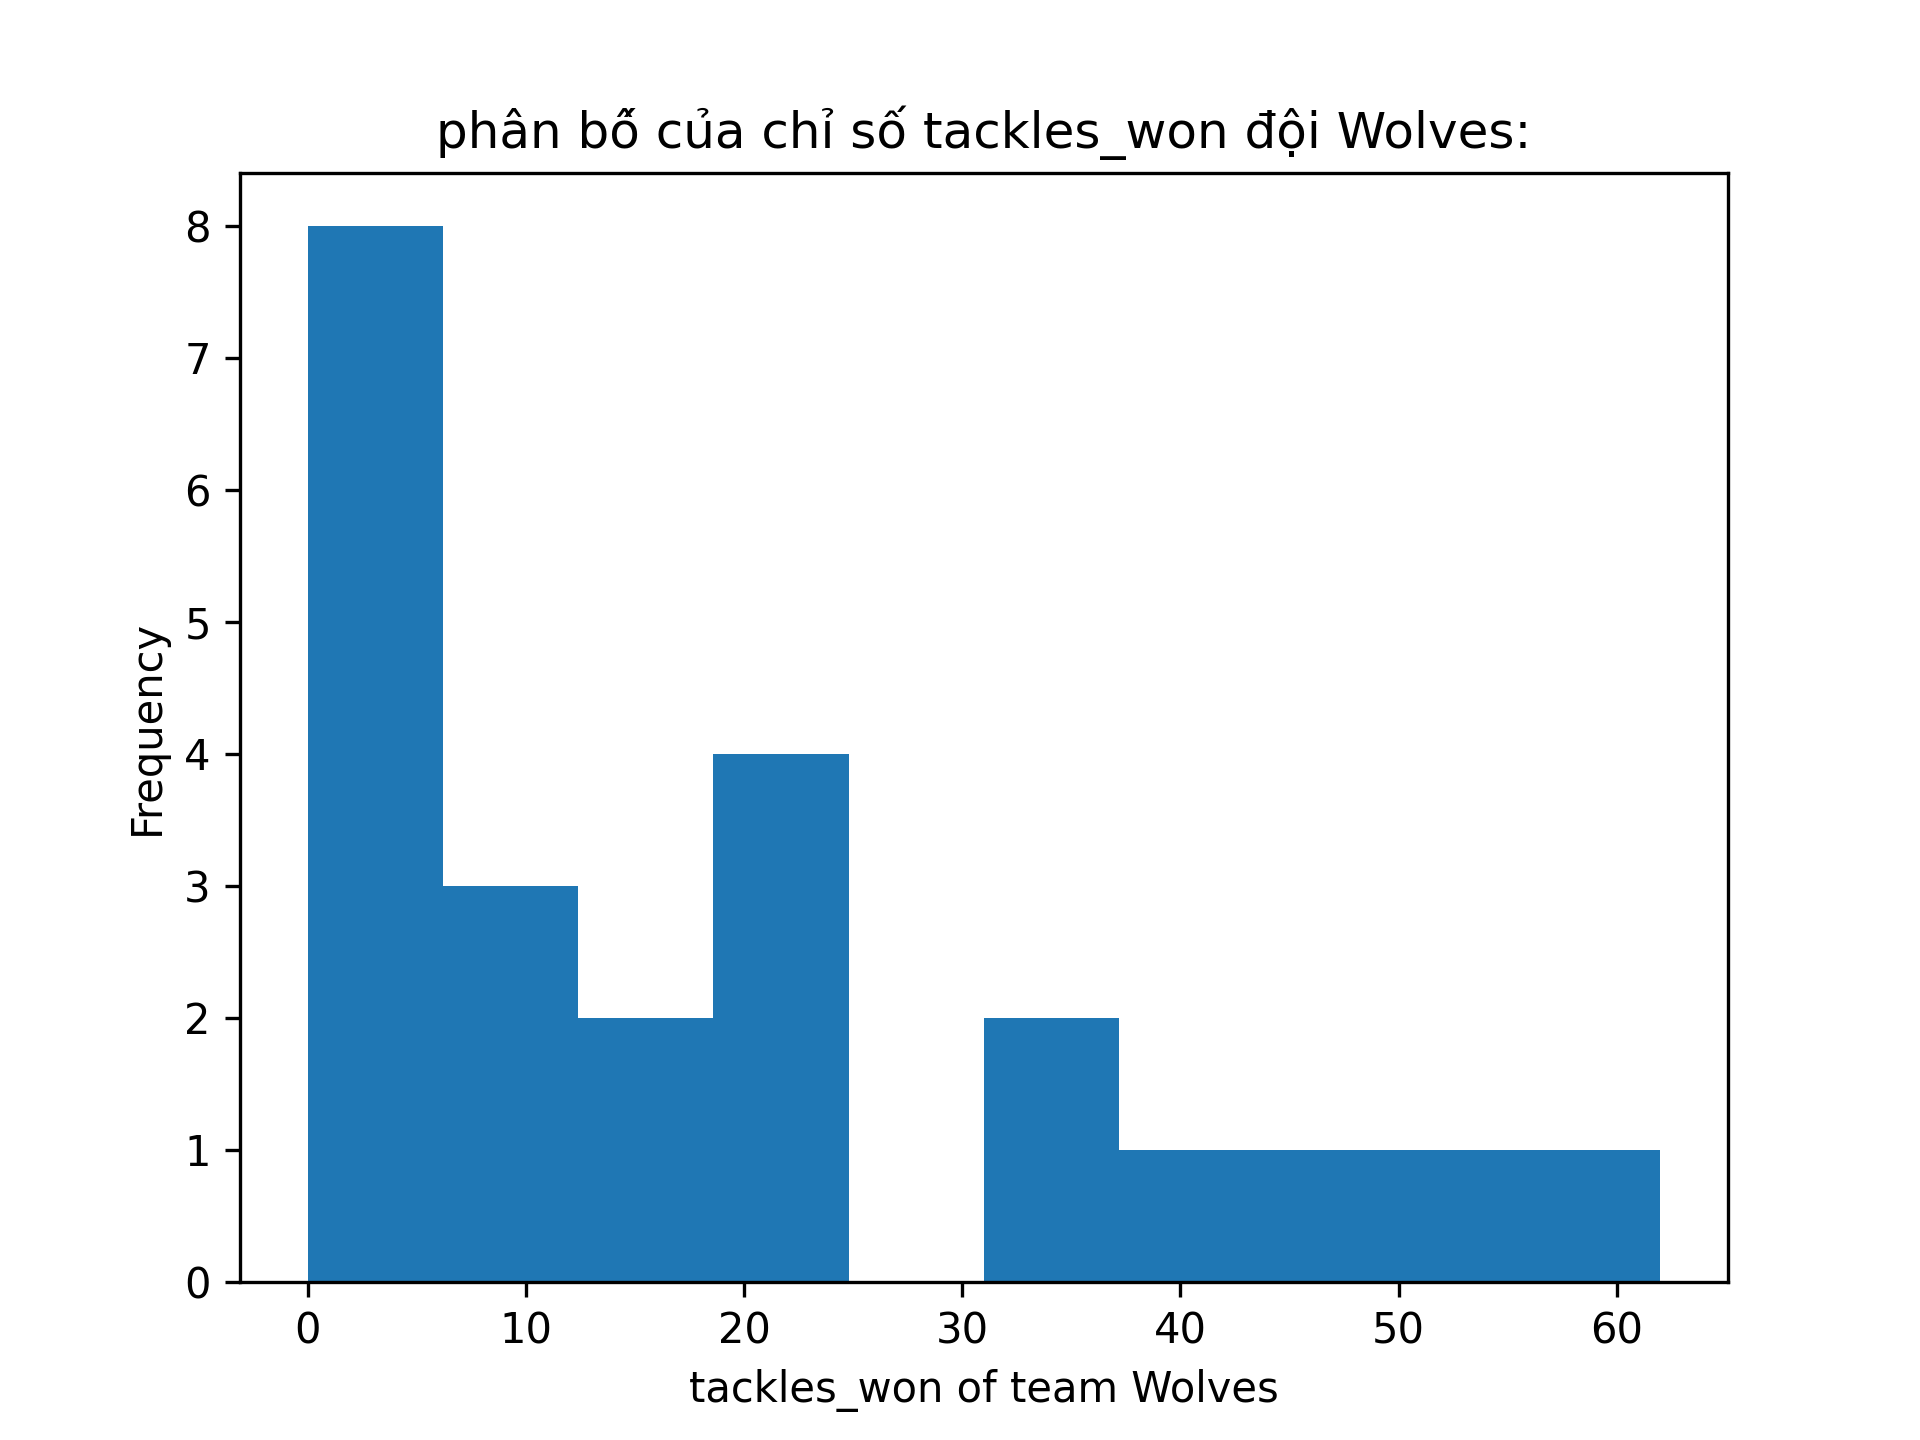 phân bố của chỉ số tackles_won đội Wolves:
8
7
6
5
4
3
2
1
0
Frequency
0 10 20 30 40 50 60
tackles_won of team Wolves